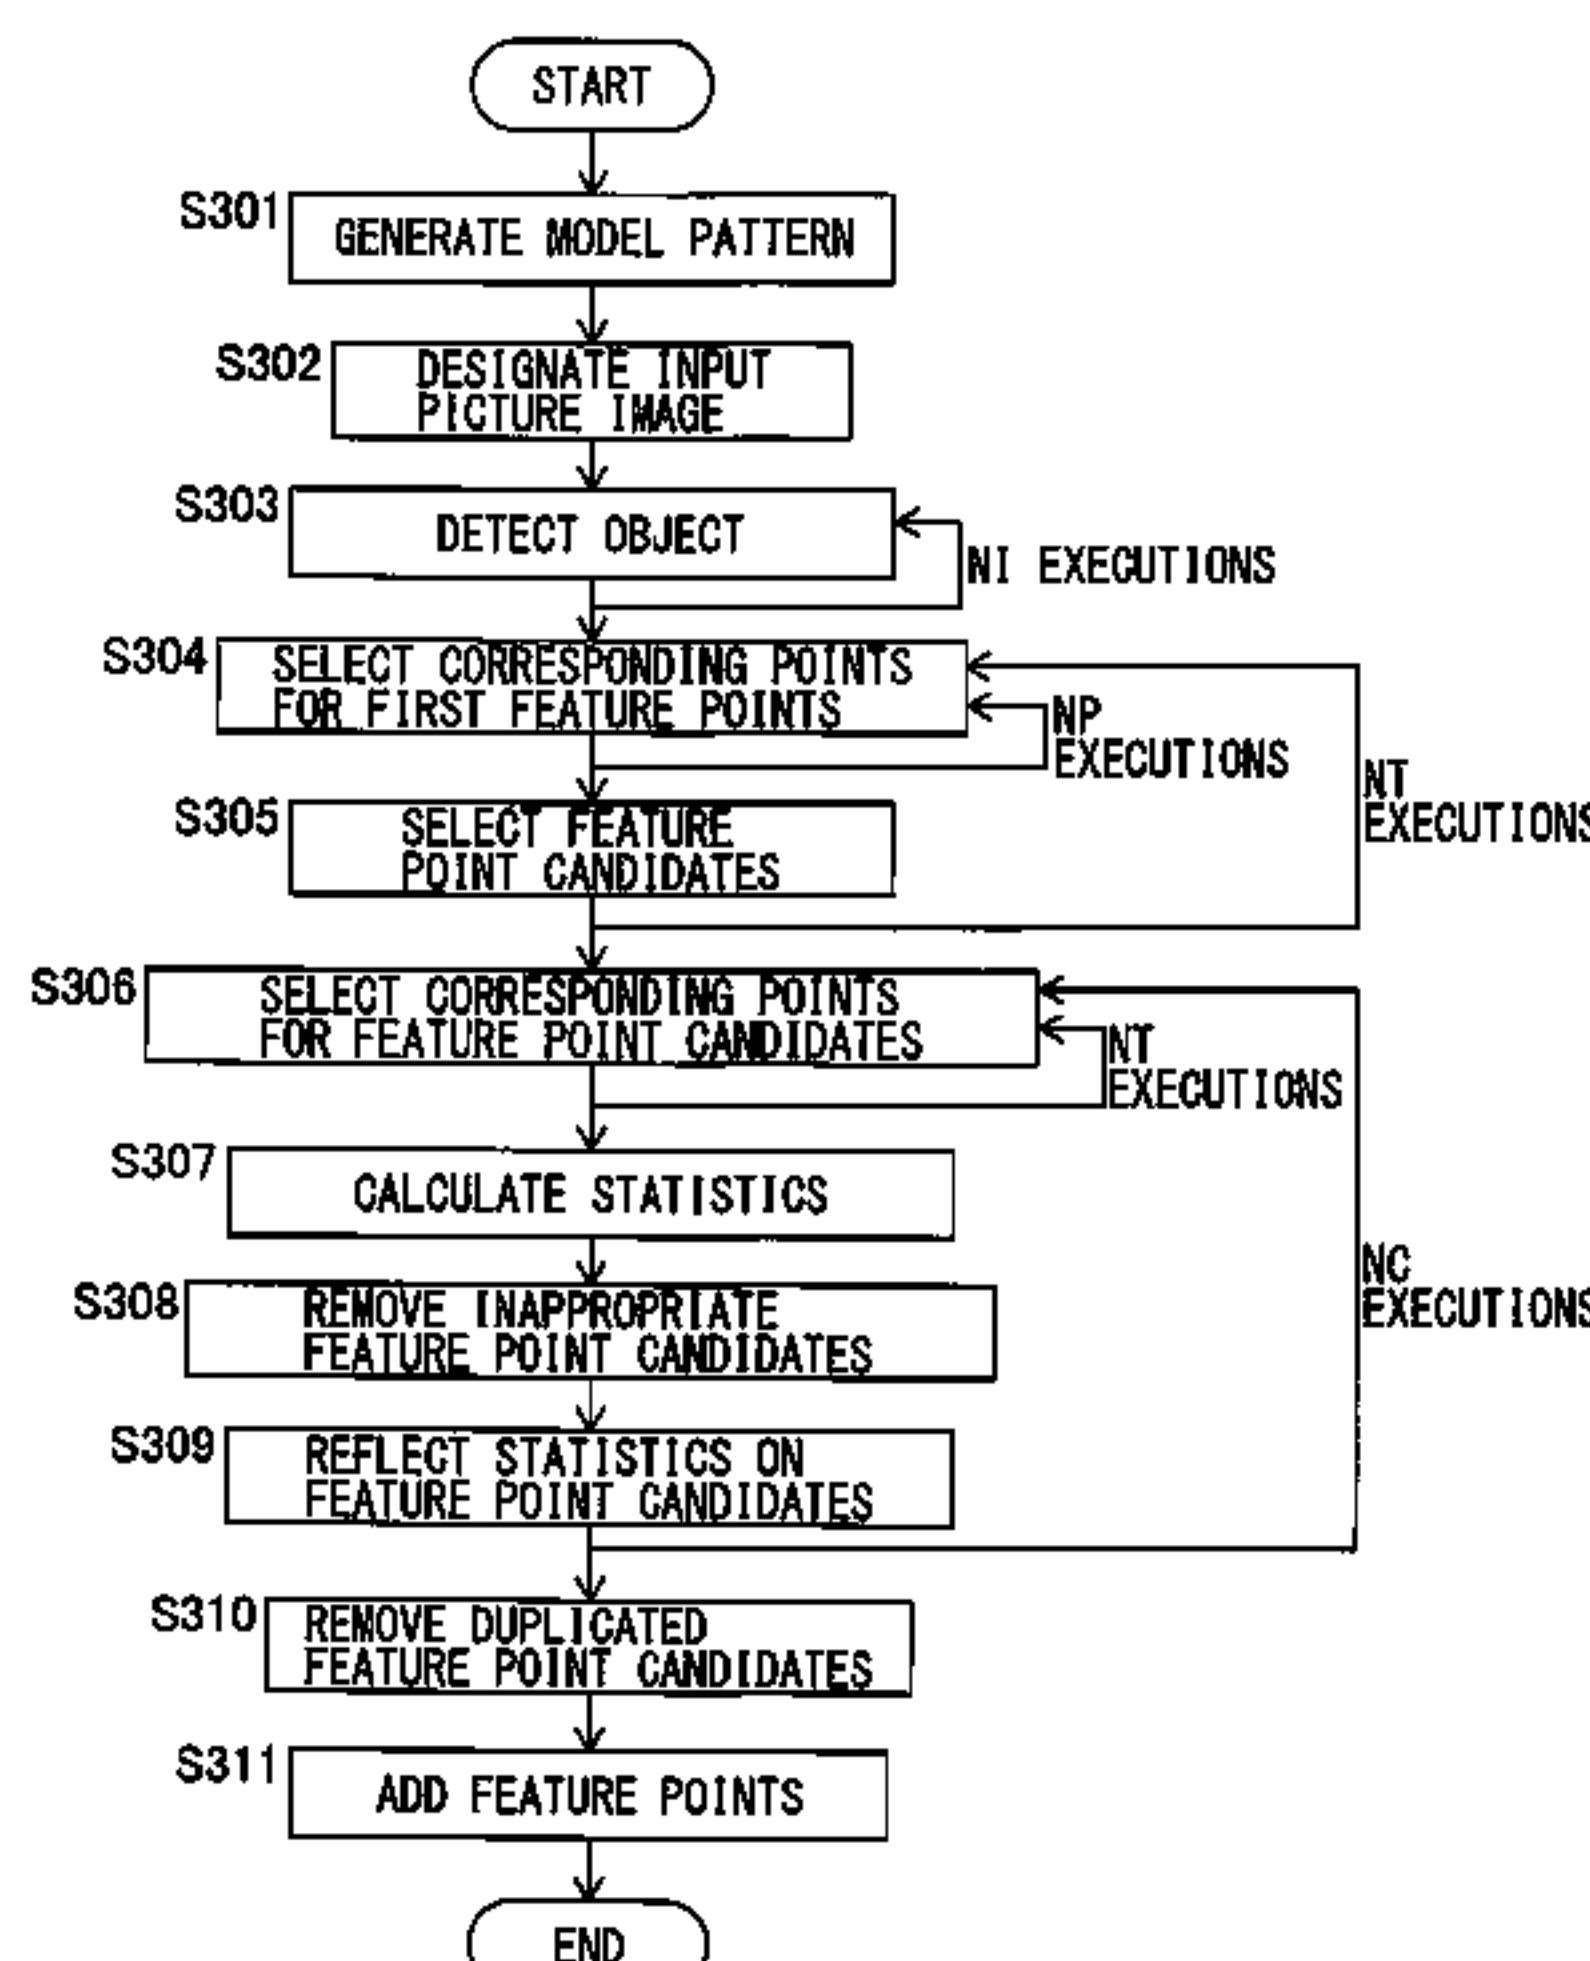 START
S301
GENERATE MODEL PATTERN
S302
DESIGNATE INPUT
PICTURE IMAGE
S303
DETECT OBJECT
NI EXECUTIONS
S304
SELECT CORRESPONDING POINTS
FOR FIRST FEATURE POINTS
NP
EXECUTIONS
NT
EXECUTIONS
S305
SELECT FEATURE
POINT CANDIDATES
S306
SELECT CORRESPONDING POINTS
FOR FEATURE POINT CANDIDATES
NT
EXECUTIONS
S307
CALCULATE STATISTICS
NC
EXECUTIONS
S308
REMOVE INAPPROPRIATE
FEATURE POINT CANDIDATES
S309
REFLECT STATISTICS ON
FEATURE POINT CANDIDATES
S310
REMOVE DUPLICATED
FEATURE POINT CANDIDATES
S311
ADD FEATURE POINTS
END